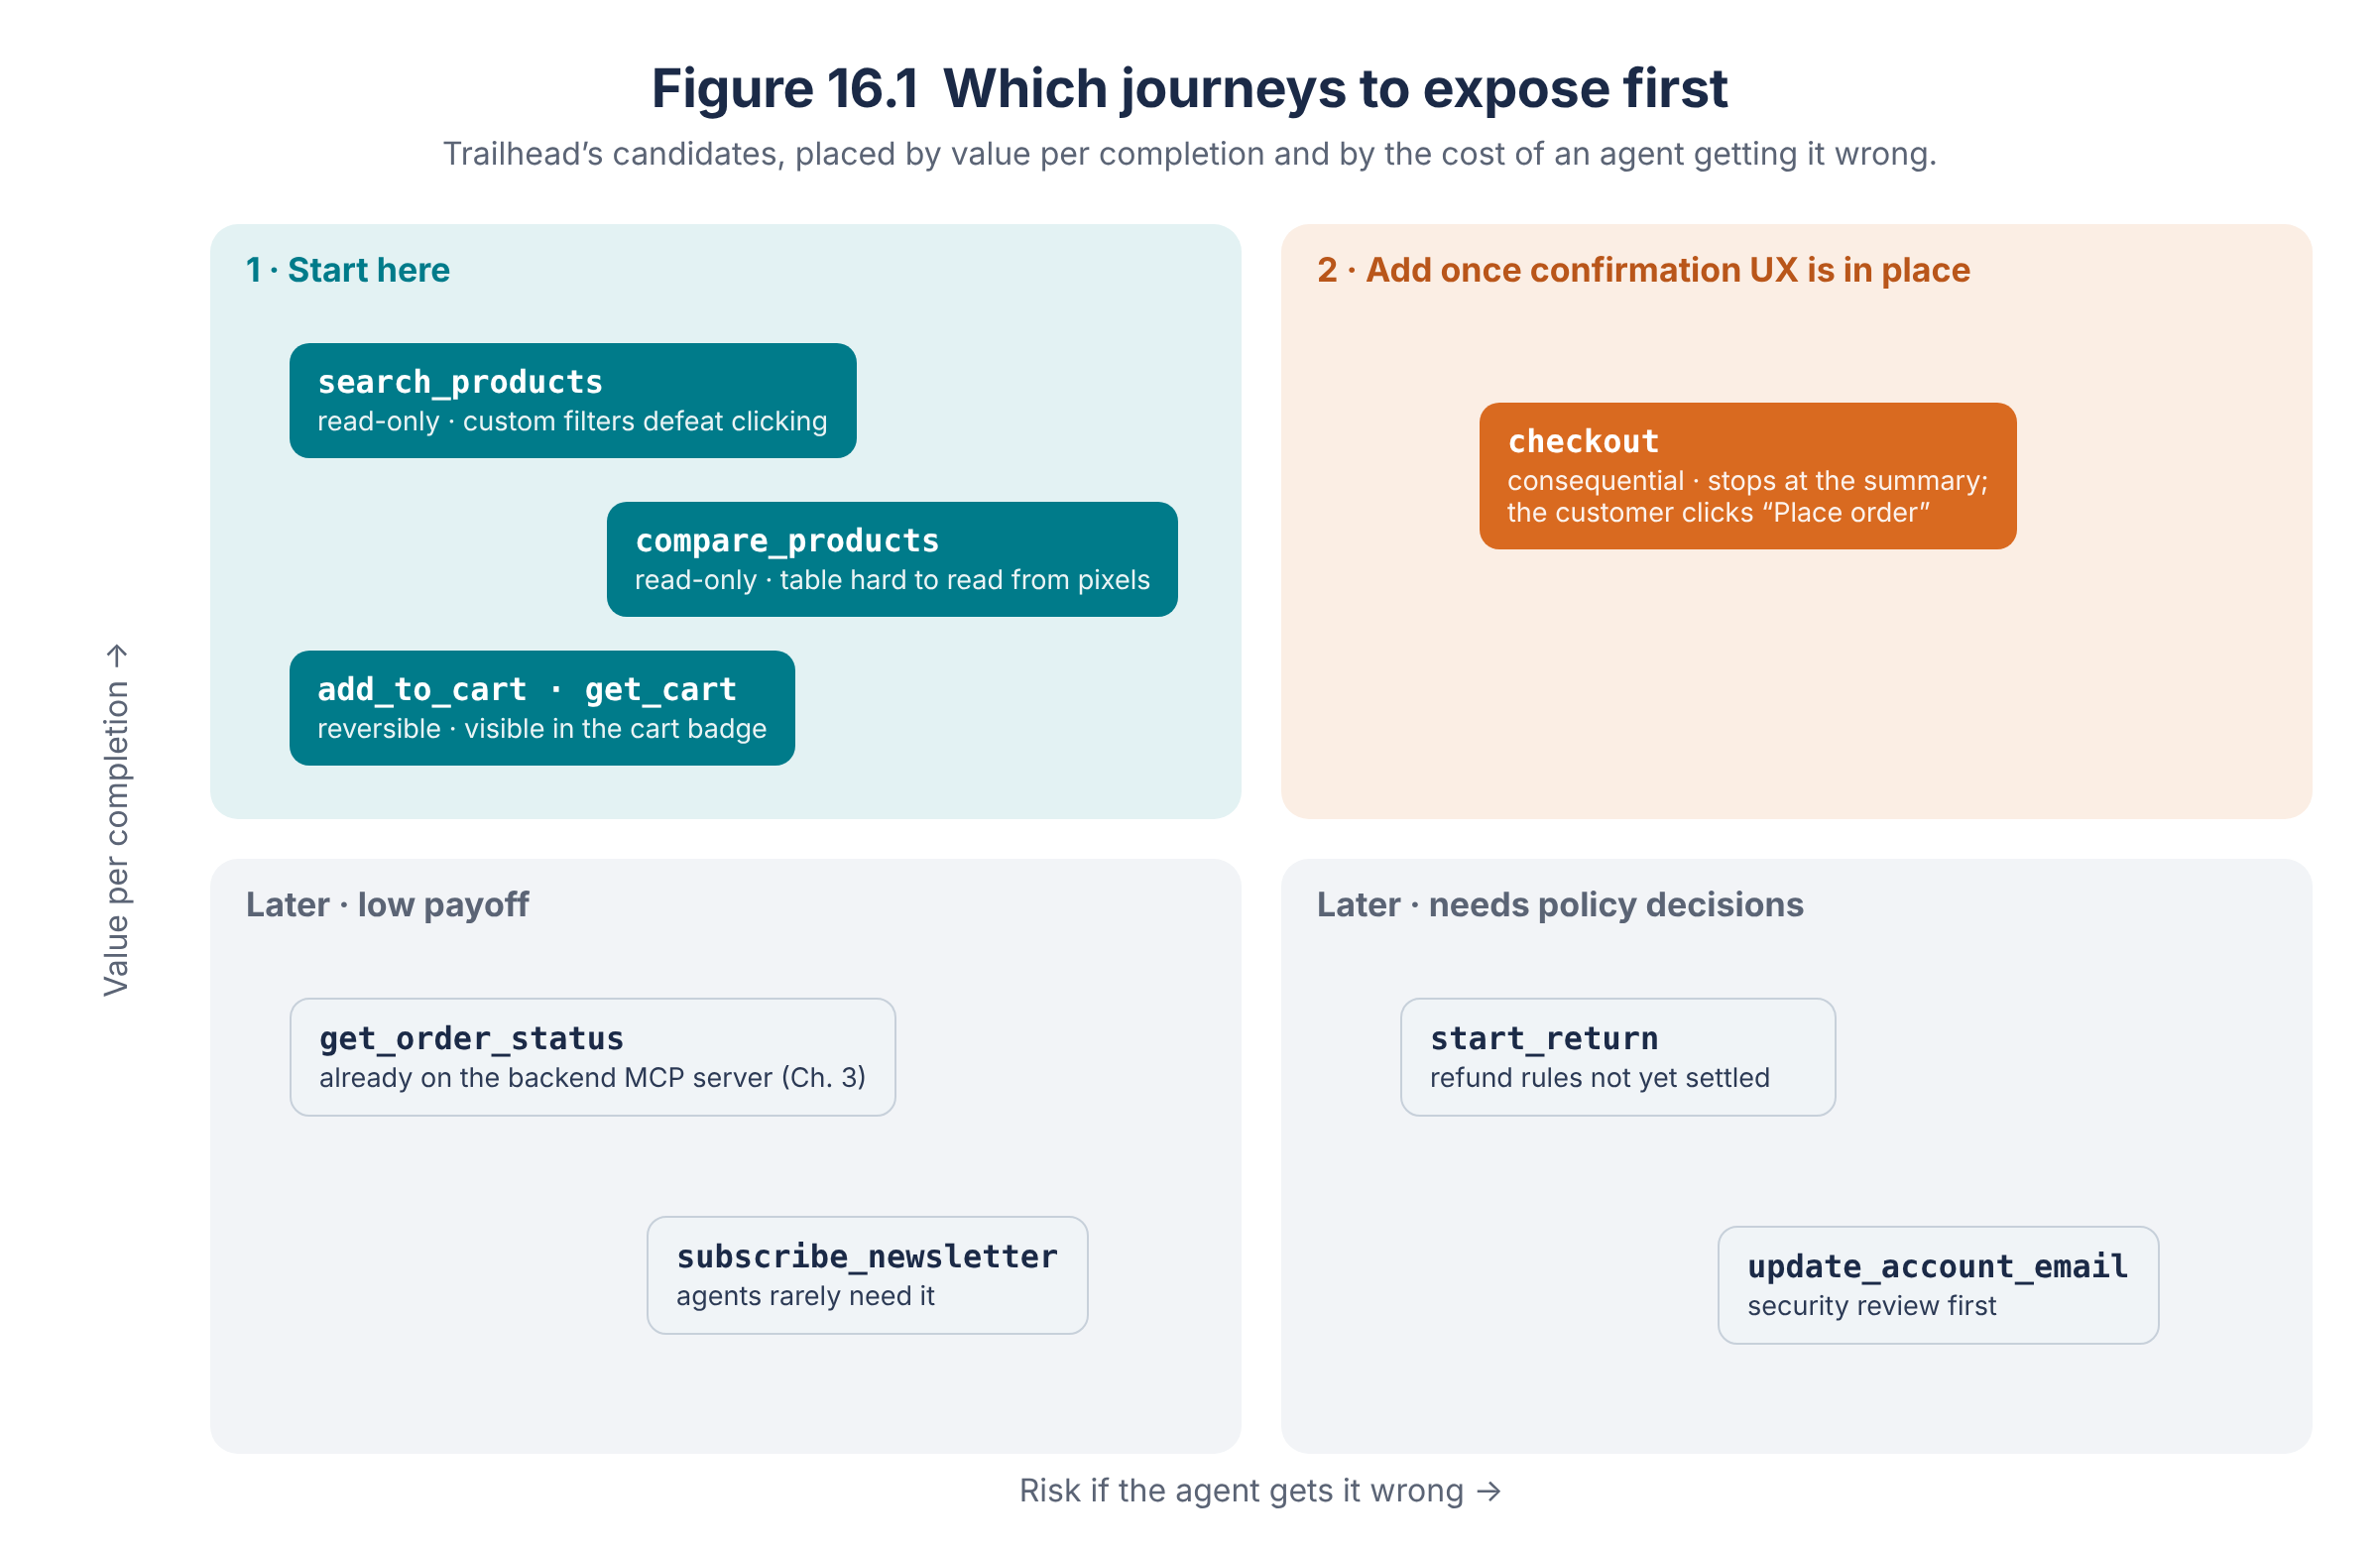 Figure 16.1 Which journeys to expose first
Trailhead’s candidates, placed by value per completion and by the cost of an agent getting it wrong.
1 · Start here
search_products
read-only · custom filters defeat clicking
compare_products
read-only · table hard to read from pixels
add_to_cart · get_cart
reversible · visible in the cart badge
2 · Add once confirmation UX is in place
checkout
consequential · stops at the summary;
the customer clicks “Place order”
Value per completion →
Later · low payoff
get_order_status
already on the backend MCP server (Ch. 3)
subscribe_newsletter
agents rarely need it
Later · needs policy decisions
start_return
refund rules not yet settled
update_account_email
security review first
Risk if the agent gets it wrong →